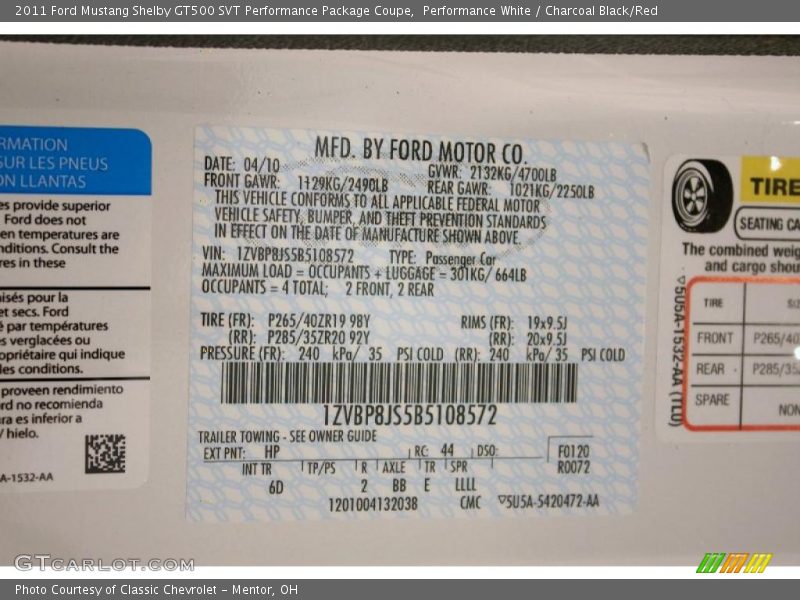 2011 Ford Mustang Shelby GT500 SVT Performance Package Coupe,  Performance White / Charcoal Black/Red
RMATION
SUR LES PNEUS
ON LLANTAS
es provide superior
Ford does not
en temperatures are
nditions. Consult the
res in these
nisés pour la
et secs. Ford
é par températures
s verglacées ou
opriétaire qui indique
les conditions.
proveen rendimiento
rd no recomienda
ra es inferior a
/ hielo.
A-1532-AA
MFD. BY FORD MOTOR CO.
DATE: 04/10 GVWR: 2132KG/4700LB
FRONT GAWR: 1129KG/2490LB REAR GAWR: 1021KG/2250LB
THIS VEHICLE CONFORMS TO ALL APPLICABLE FEDERAL MOTOR
VEHICLE SAFETY, BUMPER, AND THEFT PREVENTION STANDARDS
IN EFFECT ON THE DATE OF MANUFACTURE SHOWN ABOVE.
VIN: 1ZVBP8JS5B5108572 TYPE: Passenger Car
MAXIMUM LOAD = OCCUPANTS + LUGGAGE = 301KG/ 664LB
OCCUPANTS = 4 TOTAL; 2 FRONT, 2 REAR
TIRE (FR): P265/40ZR19 98Y RIMS (FR): 19x9.5J
(RR): P285/35ZR20 92Y (RR): 20x9.5J
PRESSURE (FR): 240 kPa/ 35 PSI COLD (RR): 240 kPa/ 35 PSI COLD
1ZVBP8JS5B5108572
TRAILER TOWING - SEE OWNER GUIDE
EXT PNT: HP RC: 44 DSO: F0120
R0072
INT TR TP/PS R AXLE TR SPR
6D 2 BB E LLLL
1201004132038 CMC 5U5A-5420472-AA
TIRE
SEATING CA
The combined weig
and cargo shou
TIRE SIZ
FRONT P265/40
REAR P285/35
SPARE NON
5U5A-1532-AA (TLD)
GTCARLOT.COM
Photo Courtesy of Classic Chevrolet - Mentor, OH